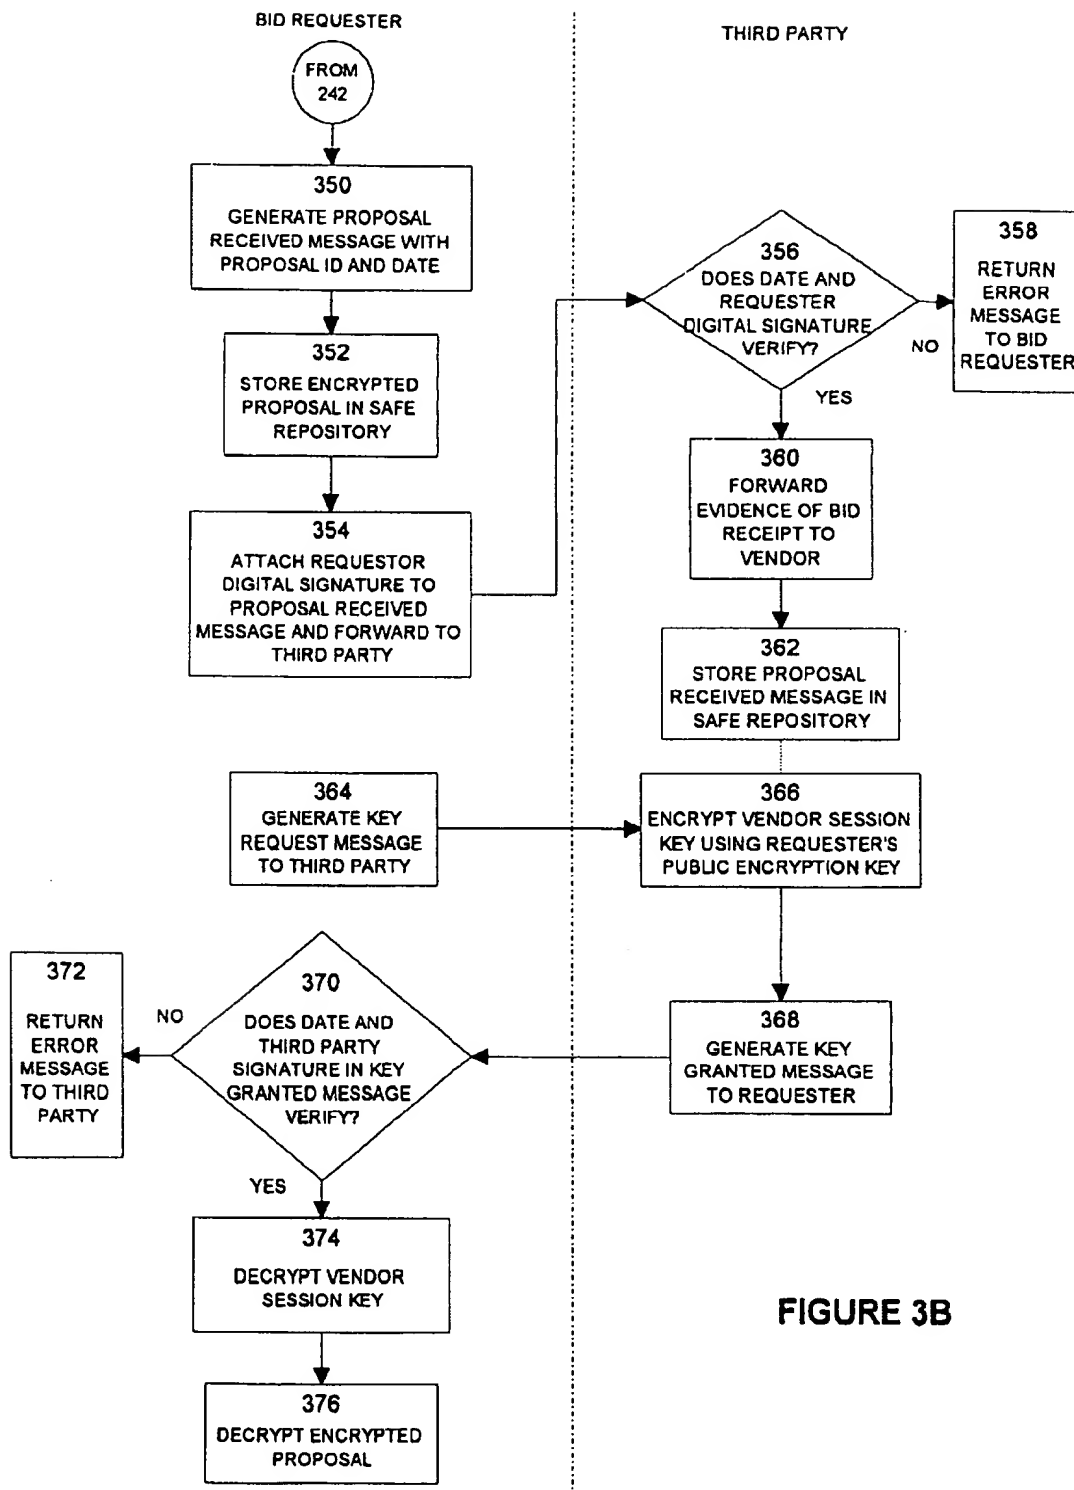 BID REQUESTER
THIRD PARTY
FROM
242
350
GENERATE PROPOSAL
RECEIVED MESSAGE WITH
PROPOSAL ID AND DATE
352
STORE ENCRYPTED
PROPOSAL IN SAFE
REPOSITORY
354
ATTACH REQUESTOR
DIGITAL SIGNATURE TO
PROPOSAL RECEIVED
MESSAGE AND FORWARD TO
THIRD PARTY
356
DOES DATE AND
REQUESTER
DIGITAL SIGNATURE
VERIFY?
NO
358
RETURN
ERROR
MESSAGE
TO BID
REQUESTER
YES
360
FORWARD
EVIDENCE OF BID
RECEIPT TO
VENDOR
362
STORE PROPOSAL
RECEIVED MESSAGE IN
SAFE REPOSITORY
364
GENERATE KEY
REQUEST MESSAGE
TO THIRD PARTY
366
ENCRYPT VENDOR SESSION
KEY USING REQUESTER'S
PUBLIC ENCRYPTION KEY
368
GENERATE KEY
GRANTED MESSAGE
TO REQUESTER
370
DOES DATE AND
THIRD PARTY
SIGNATURE IN KEY
GRANTED MESSAGE
VERIFY?
NO
372
RETURN
ERROR
MESSAGE
TO THIRD
PARTY
YES
374
DECRYPT VENDOR
SESSION KEY
376
DECRYPT ENCRYPTED
PROPOSAL
FIGURE 3B